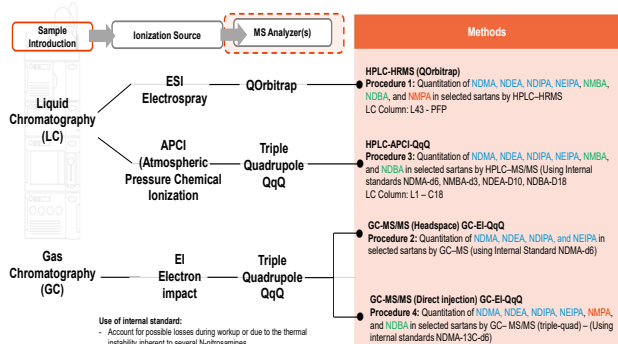 Sample
Introduction
Ionization Source
MS Analyzer(s)
Methods
Liquid
Chromatography
(LC)
ESI
Electrospray
QOrbitrap
HPLC-HRMS (QOrbitrap)
Procedure 1: Quantitation of NDMA, NDEA, NDIPA, NEIPA, NMBA,
NDBA, and NMPA in selected sartans by HPLC–HRMS
LC Column: L43 - PFP
APCI
(Atmospheric
Pressure Chemical
Ionization
Triple
Quadrupole
QqQ
HPLC-APCI-QqQ
Procedure 3: Quantitation of NDMA, NDEA, NDIPA, NEIPA, NMBA,
and NDBA in selected sartans by HPLC–MS/MS (Using Internal
standards NDMA-d6, NMBA-d3, NDEA-D10, NDBA-D18
LC Column: L1 – C18
Gas
Chromatography
(GC)
EI
Electron
impact
Triple
Quadrupole
QqQ
GC-MS/MS (Headspace) GC-EI-QqQ
Procedure 2: Quantitation of NDMA, NDEA, NDIPA, and NEIPA in
selected sartans by GC–MS (using Internal Standard NDMA-d6)
GC-MS/MS (Direct injection) GC-EI-QqQ
Procedure 4: Quantitation of NDMA, NDEA, NDIPA, NEIPA, NMPA,
and NDBA in selected sartans by GC– MS/MS (triple-quad) – (Using
internal standards NDMA-13C-d6)
Use of internal standard:
- Account for possible losses during workup or due to the thermal
instability inherent to several N-nitrosamines